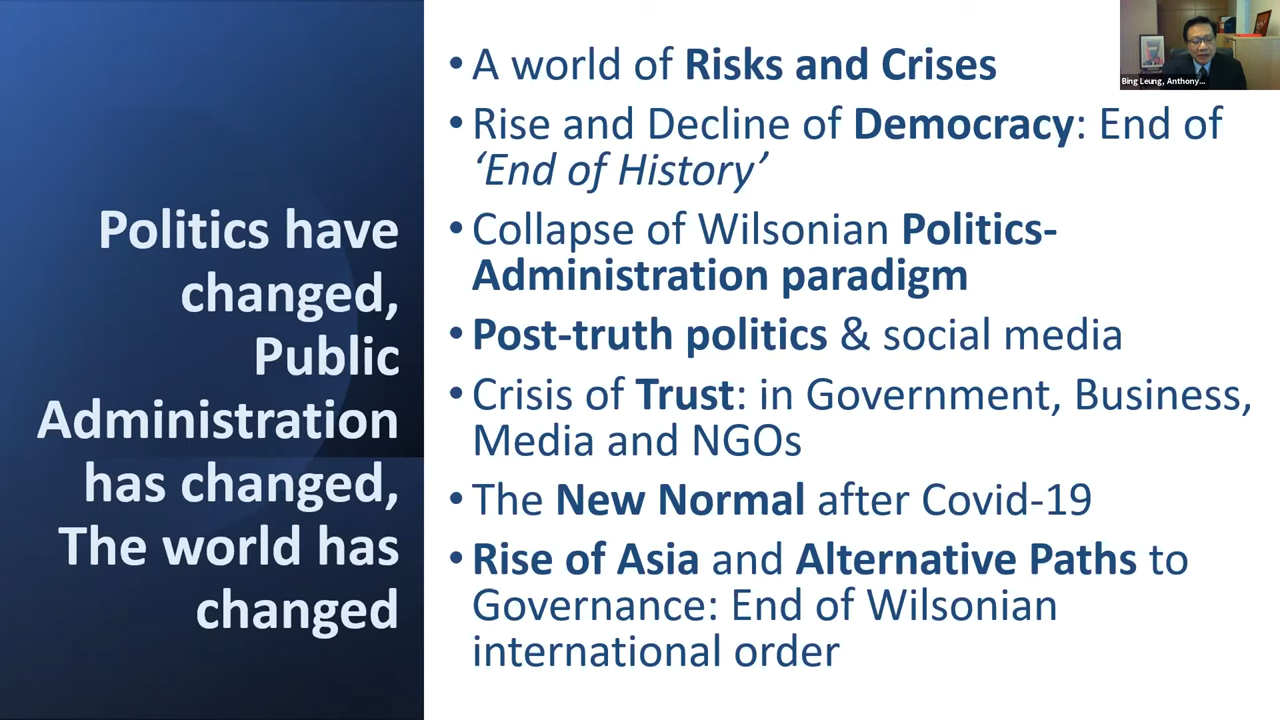 Politics have
changed,
Public
Administration
has changed,
The world has
changed
• A world of Risks and Crises
• Rise and Decline of Democracy: End of
‘End of History’
• Collapse of Wilsonian Politics-
Administration paradigm
• Post-truth politics & social media
• Crisis of Trust: in Government, Business,
Media and NGOs
• The New Normal after Covid-19
• Rise of Asia and Alternative Paths to
Governance: End of Wilsonian
international order
Bing Leung, Anthony...